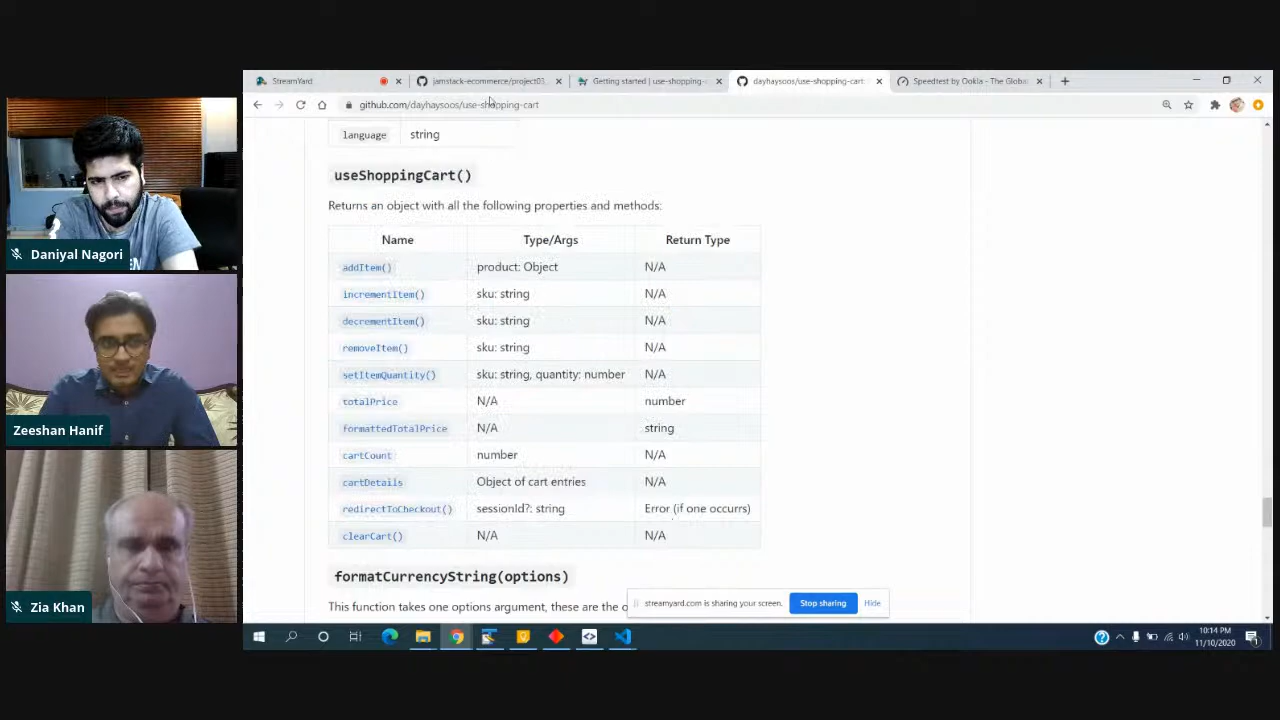 StreamYard
jamstack-ecommerce/project03
Getting started | use-shopping-
dayhaysoos/use-shopping-cart:
Speedtest by Ookla - The Globa
github.com/dayhaysoos/use-shopping-cart
language string
useShoppingCart()
Returns an object with all the following properties and methods:
Name Type/Args Return Type
addItem() product: Object N/A
incrementItem() sku: string N/A
decrementItem() sku: string N/A
removeItem() sku: string N/A
setItemQuantity() sku: string, quantity: number N/A
totalPrice N/A number
formattedTotalPrice N/A string
cartCount number N/A
cartDetails Object of cart entries N/A
redirectToCheckout() sessionId?: string Error (if one occurrs)
clearCart() N/A N/A
formatCurrencyString(options)
This function takes one options argument, these are the o
streamyard.com is sharing your screen.
Stop sharing
Hide
10:14 PM
11/10/2020
Daniyal Nagori
Zeeshan Hanif
Zia Khan